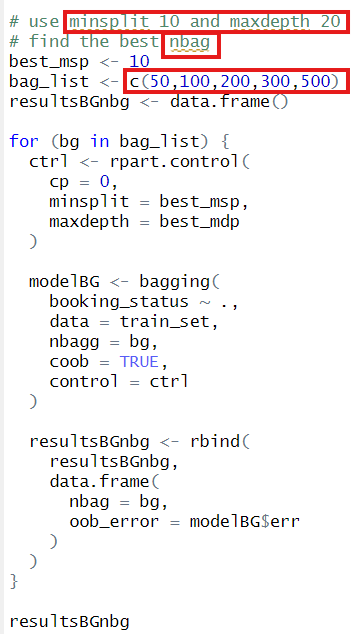 # use minsplit 10 and maxdepth 20
# find the best nbag
best_msp <- 10
bag_list <- c(50,100,200,300,500)
resultsBGnbg <- data.frame()

for (bg in bag_list) {
  ctrl <- rpart.control(
    cp = 0,
    minsplit = best_msp,
    maxdepth = best_mdp
  )

  modelBG <- bagging(
    booking_status ~ .,
    data = train_set,
    nbagg = bg,
    coob = TRUE,
    control = ctrl
  )

  resultsBGnbg <- rbind(
    resultsBGnbg,
    data.frame(
      nbag = bg,
      oob_error = modelBG$err
    )
  )
}

resultsBGnbg